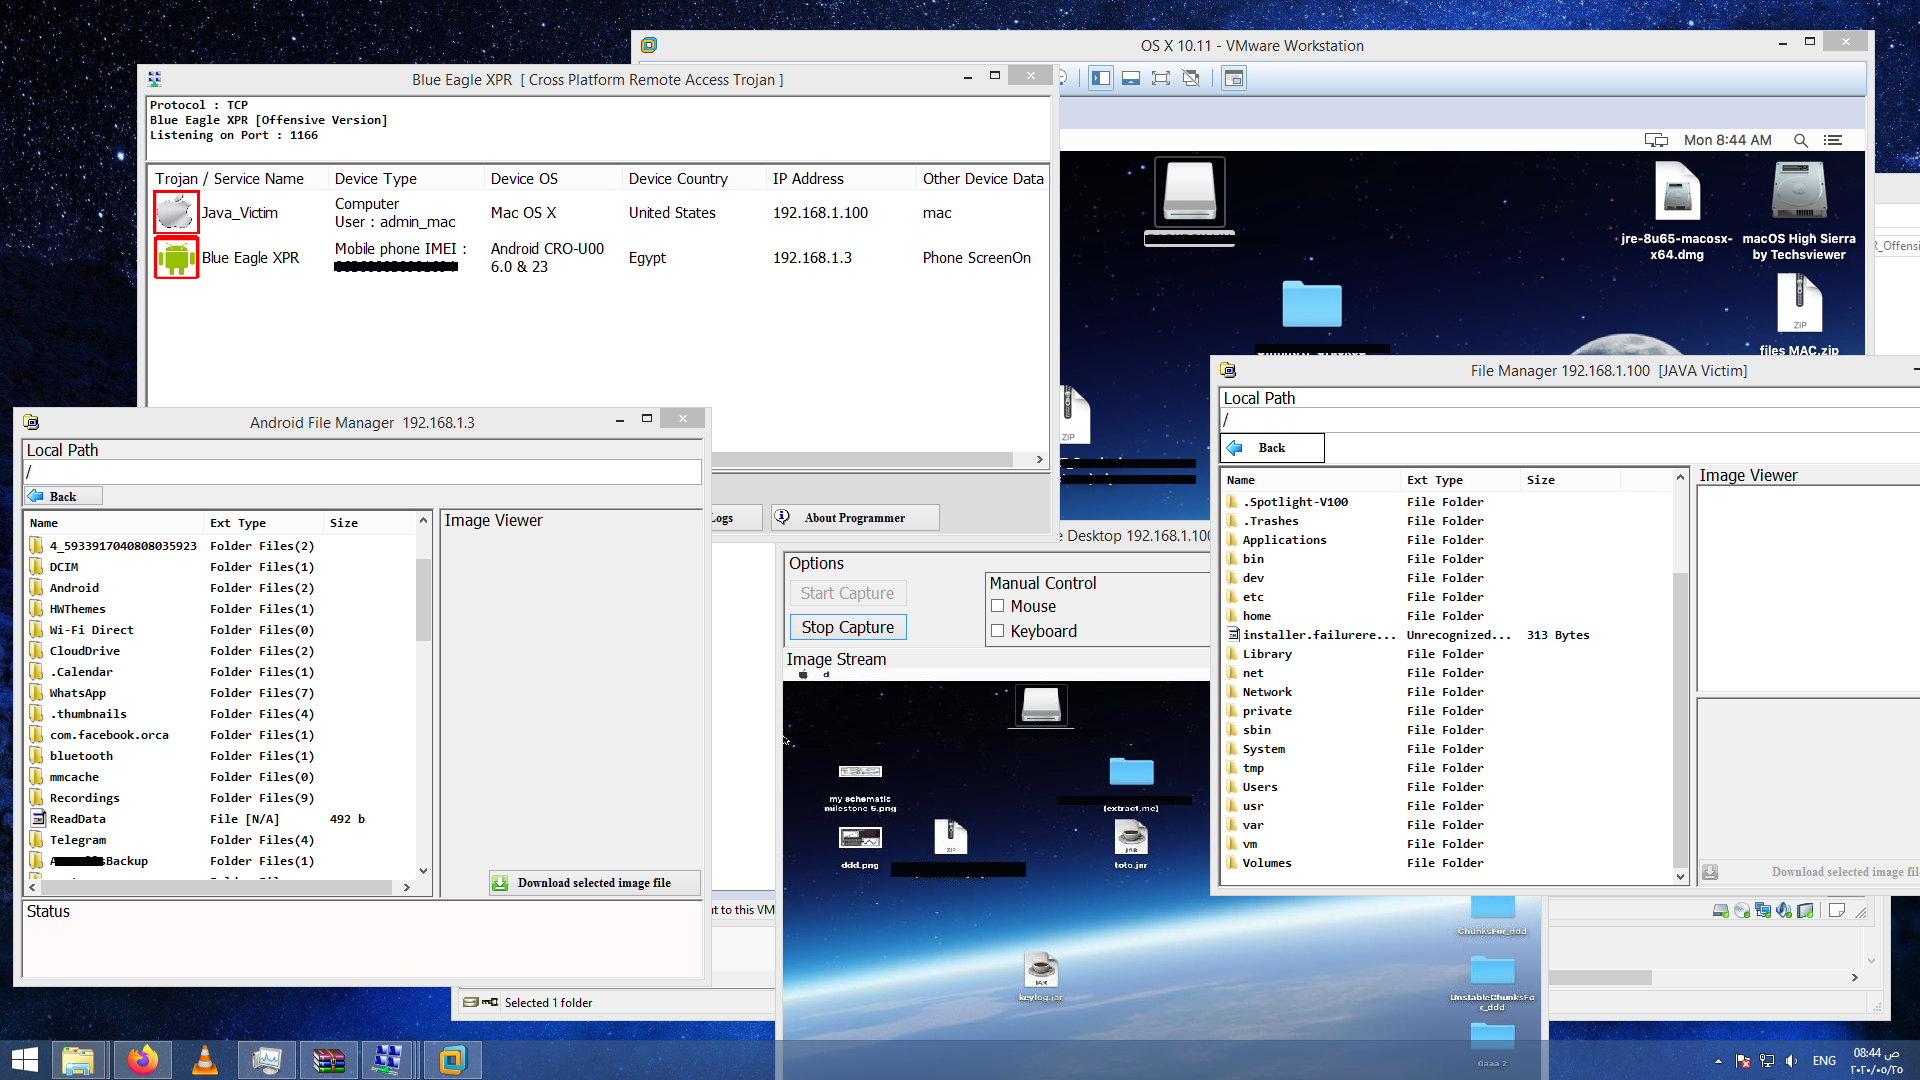 OS X 10.11 - VMware Workstation
Blue Eagle XPR [ Cross Platform Remote Access Trojan ]
Protocol : TCP
Blue Eagle XPR [Offensive Version]
Listening on Port : 1166
Trojan / Service Name Device Type Device OS Device Country IP Address Other Device Data
Java_Victim Computer User : admin_mac Mac OS X United States 192.168.1.100 mac
Blue Eagle XPR Mobile phone IMEI : Android CRO-U00 6.0 & 23 Egypt 192.168.1.3 Phone ScreenOn
Logs
About Programmer
Mon 8:44 AM
jre-8u65-macosx-x64.dmg
macOS High Sierra by Techsviewer
ZIP
files MAC.zip
ZIP
Android File Manager 192.168.1.3
Local Path
/
Back
Name Ext Type Size
4_5933917040808035923 Folder Files(2)
DCIM Folder Files(1)
Android Folder Files(2)
HWThemes Folder Files(1)
Wi-Fi Direct Folder Files(0)
CloudDrive Folder Files(2)
.Calendar Folder Files(1)
WhatsApp Folder Files(7)
.thumbnails Folder Files(4)
com.facebook.orca Folder Files(1)
bluetooth Folder Files(1)
mmcache Folder Files(0)
Recordings Folder Files(9)
ReadData File [N/A] 492 b
Telegram Folder Files(4)
Backup Folder Files(1)
Image Viewer
Download selected image file
Status
Desktop 192.168.1.100
Options
Start Capture
Stop Capture
Manual Control
Mouse
Keyboard
Image Stream
my schematic
milestone 5.png
ddd.png
ZIP
(extract.me)
JAR
toto.jar
JAR
keylog.jar
ChunksFor_ddd
UnstableChunksFo
r_ddd
File Manager 192.168.1.100 [JAVA Victim]
Local Path
/
Back
Name Ext Type Size
.Spotlight-V100 File Folder
.Trashes File Folder
Applications File Folder
bin File Folder
dev File Folder
etc File Folder
home File Folder
installer.failurere... Unrecognized... 313 Bytes
Library File Folder
net File Folder
Network File Folder
private File Folder
sbin File Folder
System File Folder
tmp File Folder
Users File Folder
usr File Folder
var File Folder
vm File Folder
Volumes File Folder
Image Viewer
Download selected image fil
to this VM
Selected 1 folder
ENG
08:44 ص
٢٠٢٠/٠٥/٢٥